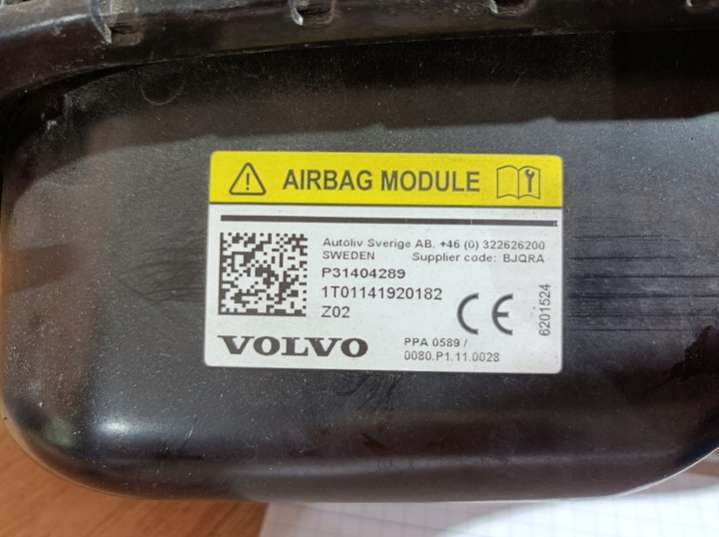 AIRBAG MODULE
Autoliv Sverige AB. +46 (0) 322626200
SWEDEN Supplier code: BJQRA
P31404289
1T01141920182
Z02
CE
6201524
VOLVO
PPA 0589 /
0080.P1.11.0028